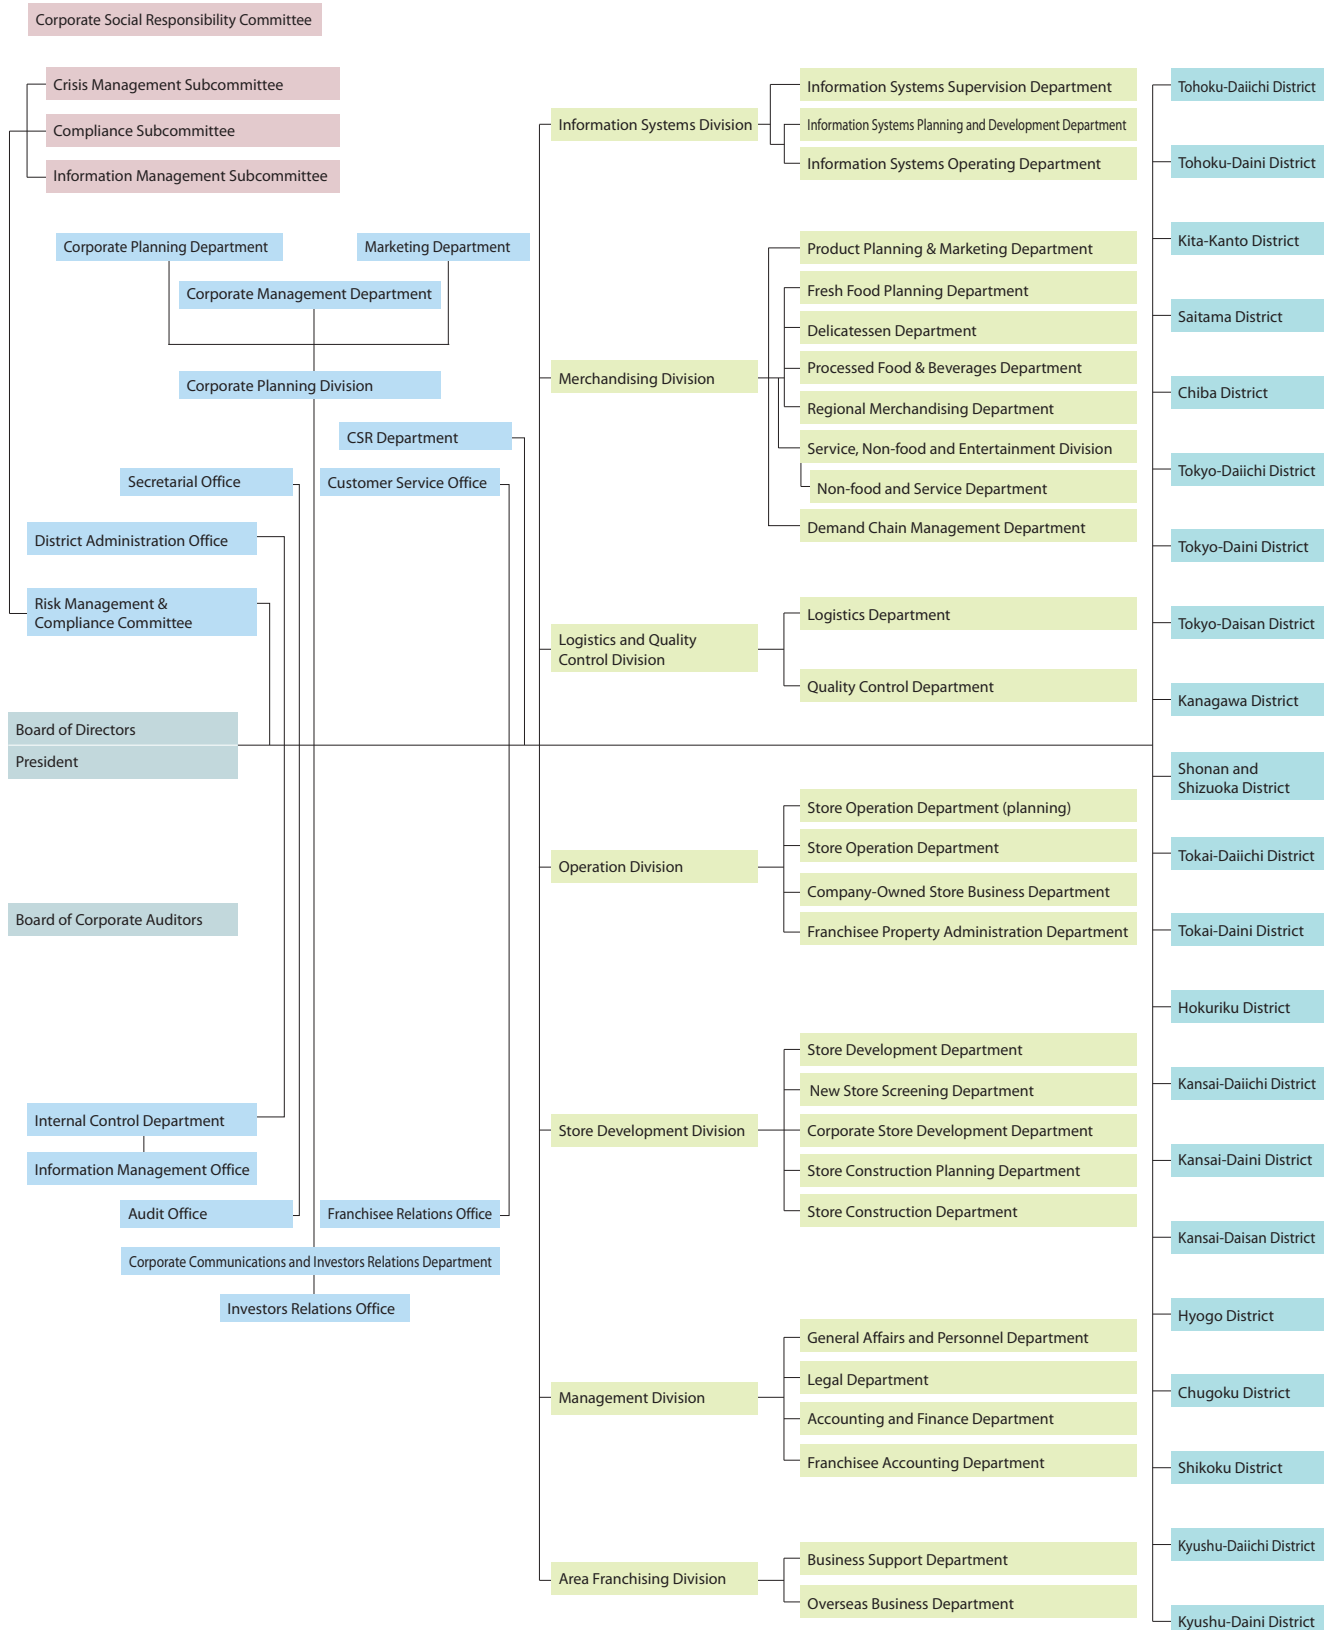 Corporate Social Responsibility Committee
Crisis Management Subcommittee
Compliance Subcommittee
Information Management Subcommittee
Corporate Planning Department
Marketing Department
Corporate Management Department
Corporate Planning Division
CSR Department
Secretarial Office
Customer Service Office
District Administration Office
Risk Management &
Compliance Committee
Board of Directors
President
Board of Corporate Auditors
Internal Control Department
Information Management Office
Audit Office
Franchisee Relations Office
Corporate Communications and Investors Relations Department
Investors Relations Office
Information Systems Division
Information Systems Supervision Department
Information Systems Planning and Development Department
Information Systems Operating Department
Merchandising Division
Product Planning & Marketing Department
Fresh Food Planning Department
Delicatessen Department
Processed Food & Beverages Department
Regional Merchandising Department
Service, Non-food and Entertainment Division
Non-food and Service Department
Demand Chain Management Department
Logistics and Quality
Control Division
Logistics Department
Quality Control Department
Operation Division
Store Operation Department (planning)
Store Operation Department
Company-Owned Store Business Department
Franchisee Property Administration Department
Store Development Division
Store Development Department
New Store Screening Department
Corporate Store Development Department
Store Construction Planning Department
Store Construction Department
Management Division
General Affairs and Personnel Department
Legal Department
Accounting and Finance Department
Franchisee Accounting Department
Area Franchising Division
Business Support Department
Overseas Business Department
Tohoku-Daiichi District
Tohoku-Daini District
Kita-Kanto District
Saitama District
Chiba District
Tokyo-Daiichi District
Tokyo-Daini District
Tokyo-Daisan District
Kanagawa District
Shonan and
Shizuoka District
Tokai-Daiichi District
Tokai-Daini District
Hokuriku District
Kansai-Daiichi District
Kansai-Daini District
Kansai-Daisan District
Hyogo District
Chugoku District
Shikoku District
Kyushu-Daiichi District
Kyushu-Daini District